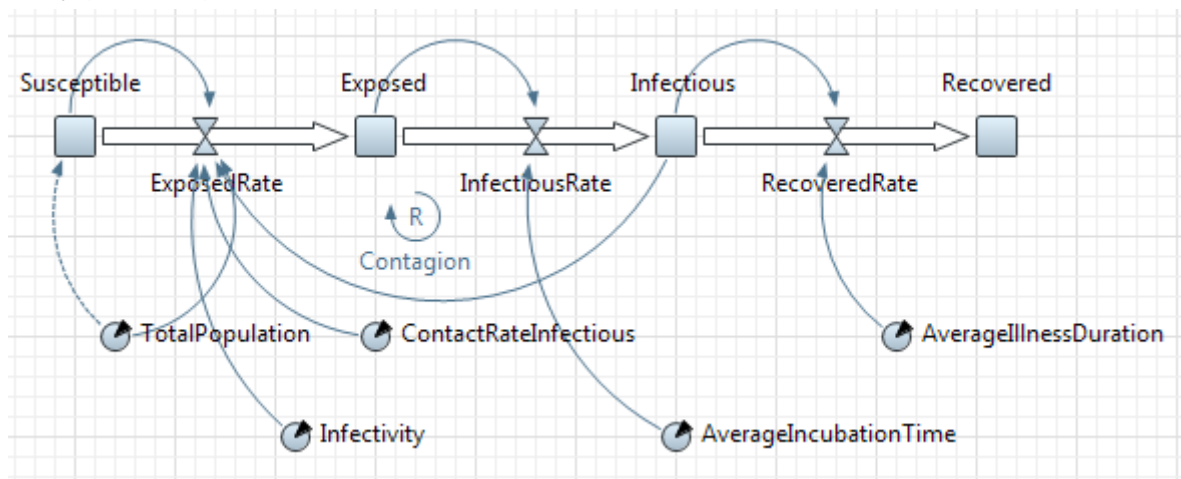 Susceptible Exposed Infectious Recovered
ExposedRate InfectiousRate RecoveredRate
R
Contagion
TotalPopulation ContactRateInfectious AverageIllnessDuration
Infectivity AverageIncubationTime